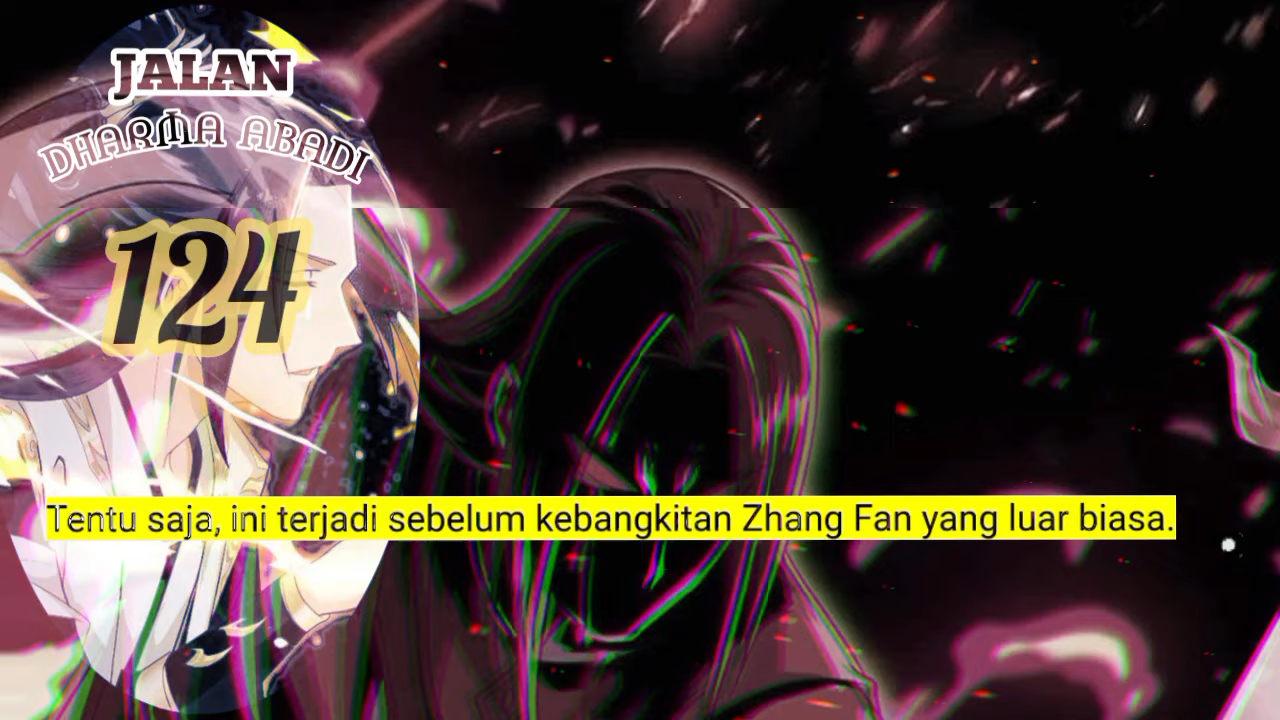 JALAN
DHARMA ABADI
124
Tentu saja, ini terjadi sebelum kebangkitan Zhang Fan yang luar biasa.